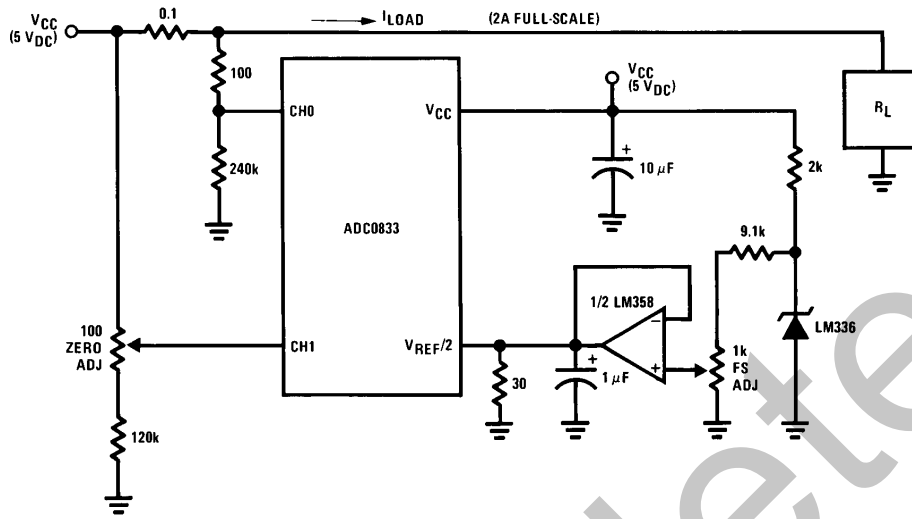 VCC
(5 VDC)
0.1
ILOAD
(2A FULL-SCALE)
100
240k
CH0
VCC
ADC0833
CH1
VREF/2
VCC
(5 VDC)
+
10 μF
RL
2k
9.1k
1/2 LM358
−
+
LM336
1k
FS
ADJ
+
1 μF
30
100
ZERO
ADJ
120k
lete